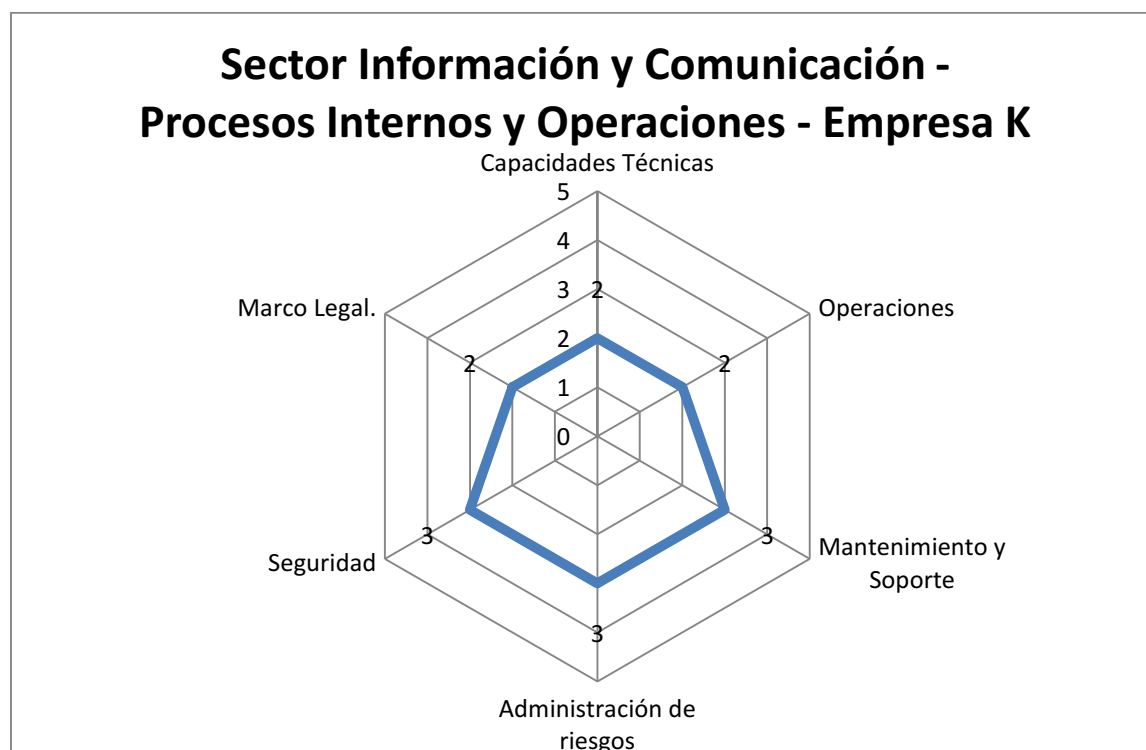 Sector Información y Comunicación -
Procesos Internos y Operaciones - Empresa K
Capacidades Técnicas
5
4
3 2
2
1
0
Operaciones
2
Mantenimiento y
Soporte
3
Administración de
riesgos
3
Seguridad
3
Marco Legal.
2